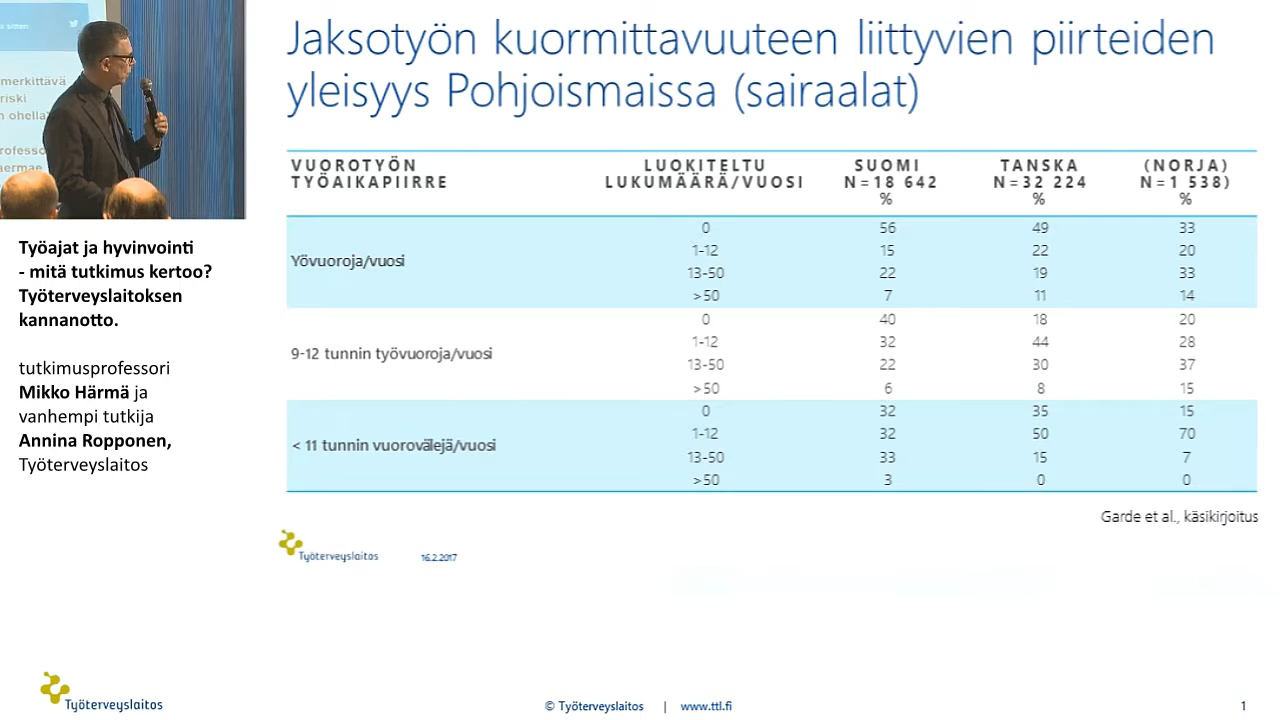 a sitten
merkittävä
riski
n ohella
rofesso
aermae
Työajat ja hyvinvointi
- mitä tutkimus kertoo?
Työterveyslaitoksen
kannanotto.
tutkimusprofessori
Mikko Härmä ja
vanhempi tutkija
Annina Ropponen,
Työterveyslaitos
Jaksotyön kuormittavuuteen liittyvien piirteiden
yleisyys Pohjoismaissa (sairaalat)
VUOROTYÖN TYÖAIKAPIIRRE LUOKITELTU LUKUMÄÄRÄ/VUOSI SUOMI N=18 642 % TANSKA N=32 224 % (NORJA) N=1 538) %
Yövuoroja/vuosi
0 56 49 33
1-12 15 22 20
13-50 22 19 33
>50 7 11 14
9-12 tunnin työvuoroja/vuosi
0 40 18 20
1-12 32 44 28
13-50 22 30 37
>50 6 8 15
< 11 tunnin vuorovälejä/vuosi
0 32 35 15
1-12 32 50 70
13-50 33 15 7
>50 3 0 0
Garde et al., käsikirjoitus
Työterveyslaitos 16.2.2017
Työterveyslaitos © Työterveyslaitos | www.ttl.fi 1